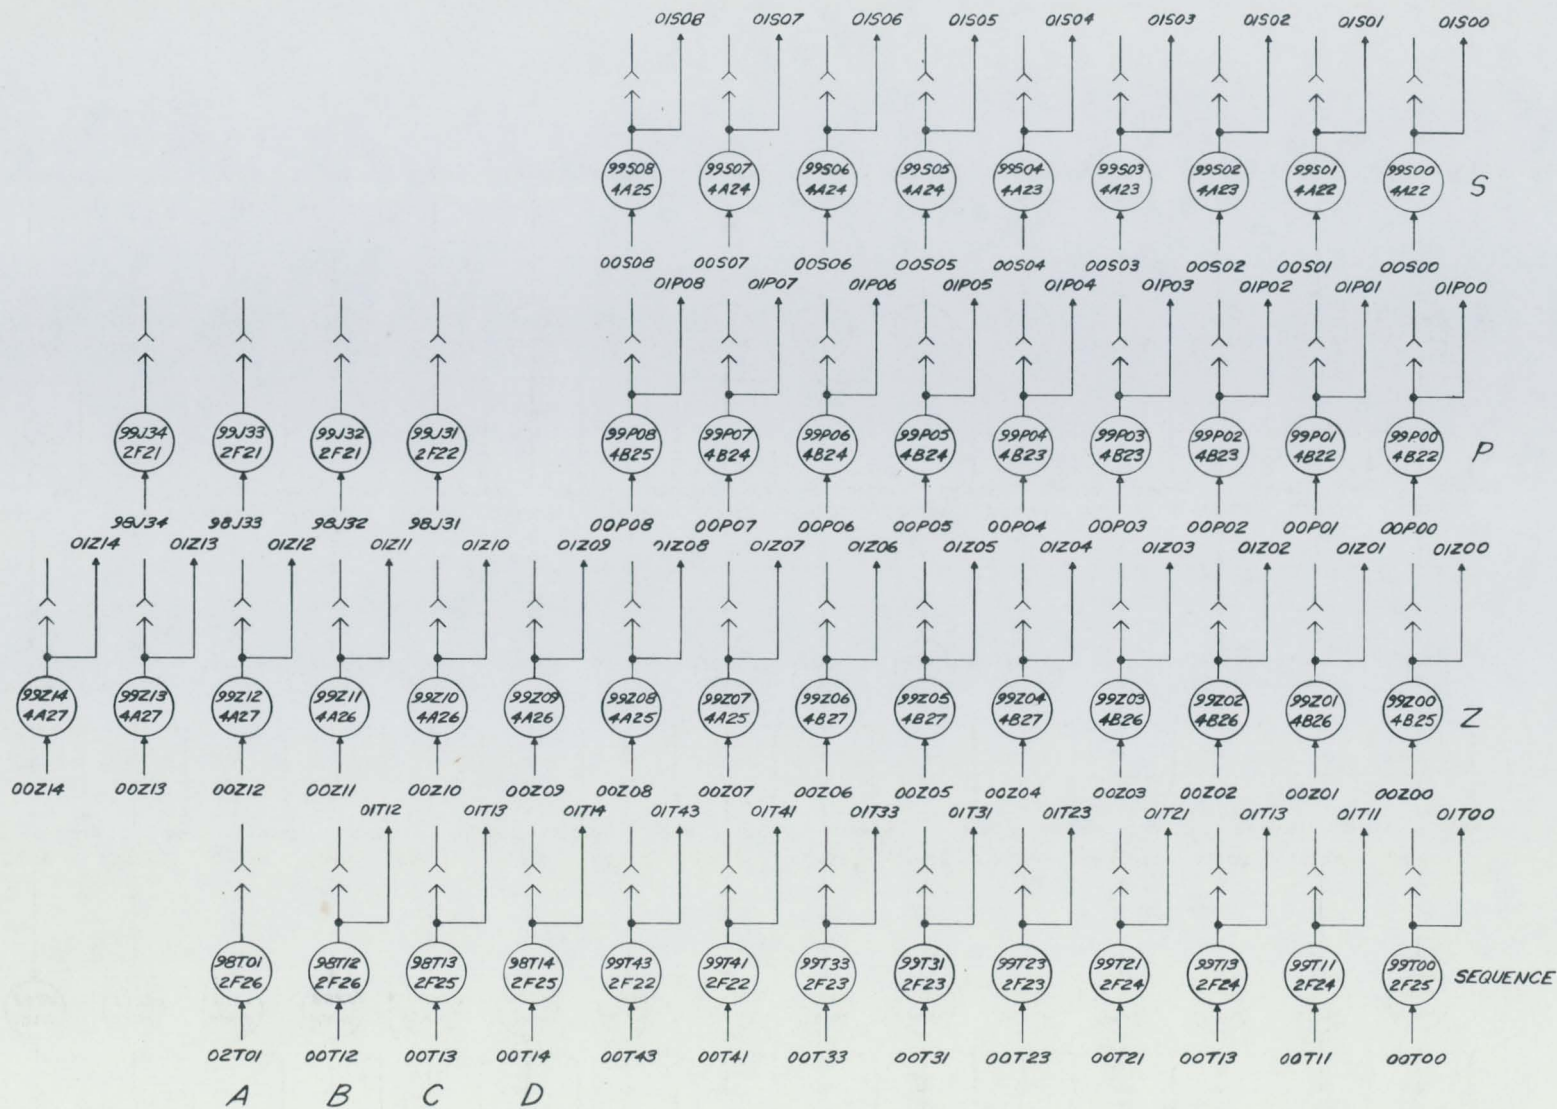 01S08 01S07 01S06 01S05 01S04 01S03 01S02 01S01 01S00
99S08 99S07 99S06 99S05 99S04 99S03 99S02 99S01 99S00
4A25 4A24 4A24 4A24 4A23 4A23 4A23 4A22 4A22
S
00S08 00S07 00S06 00S05 00S04 00S03 00S02 00S01 00S00
01P08 01P07 01P06 01P05 01P04 01P03 01P02 01P01 01P00
99J34 99J33 99J32 99J31 99P08 99P07 99P06 99P05 99P04 99P03 99P02 99P01 99P00
2F21 2F21 2F21 2F22 4B25 4B24 4B24 4B24 4B23 4B23 4B23 4B22 4B22
P
98J34 98J33 98J32 98J31 00P08 00P07 00P06 00P05 00P04 00P03 00P02 00P01 00P00
01Z14 01Z13 01Z12 01Z11 01Z10 01Z09 01Z08 01Z07 01Z06 01Z05 01Z04 01Z03 01Z02 01Z01 01Z00
99Z14 99Z13 99Z12 99Z11 99Z10 99Z09 99Z08 99Z07 99Z06 99Z05 99Z04 99Z03 99Z02 99Z01 99Z00
4A27 4A27 4A27 4A26 4A26 4A26 4A25 4A25 4B27 4B27 4B27 4B26 4B26 4B26 4B25
Z
00Z14 00Z13 00Z12 00Z11 00Z10 00Z09 00Z08 00Z07 00Z06 00Z05 00Z04 00Z03 00Z02 00Z01 00Z00
01T12 01T13 01T14 01T43 01T41 01T33 01T31 01T23 01T21 01T13 01T11 01T00
98T01 98T12 98T13 98T14 99T43 99T41 99T33 99T31 99T23 99T21 99T13 99T11 99T00
2F26 2F26 2F25 2F25 2F22 2F22 2F23 2F23 2F23 2F24 2F24 2F24 2F25
SEQUENCE
02T01 00T12 00T13 00T14 00T43 00T41 00T33 00T31 00T23 00T21 00T13 00T11 00T00
A B C D